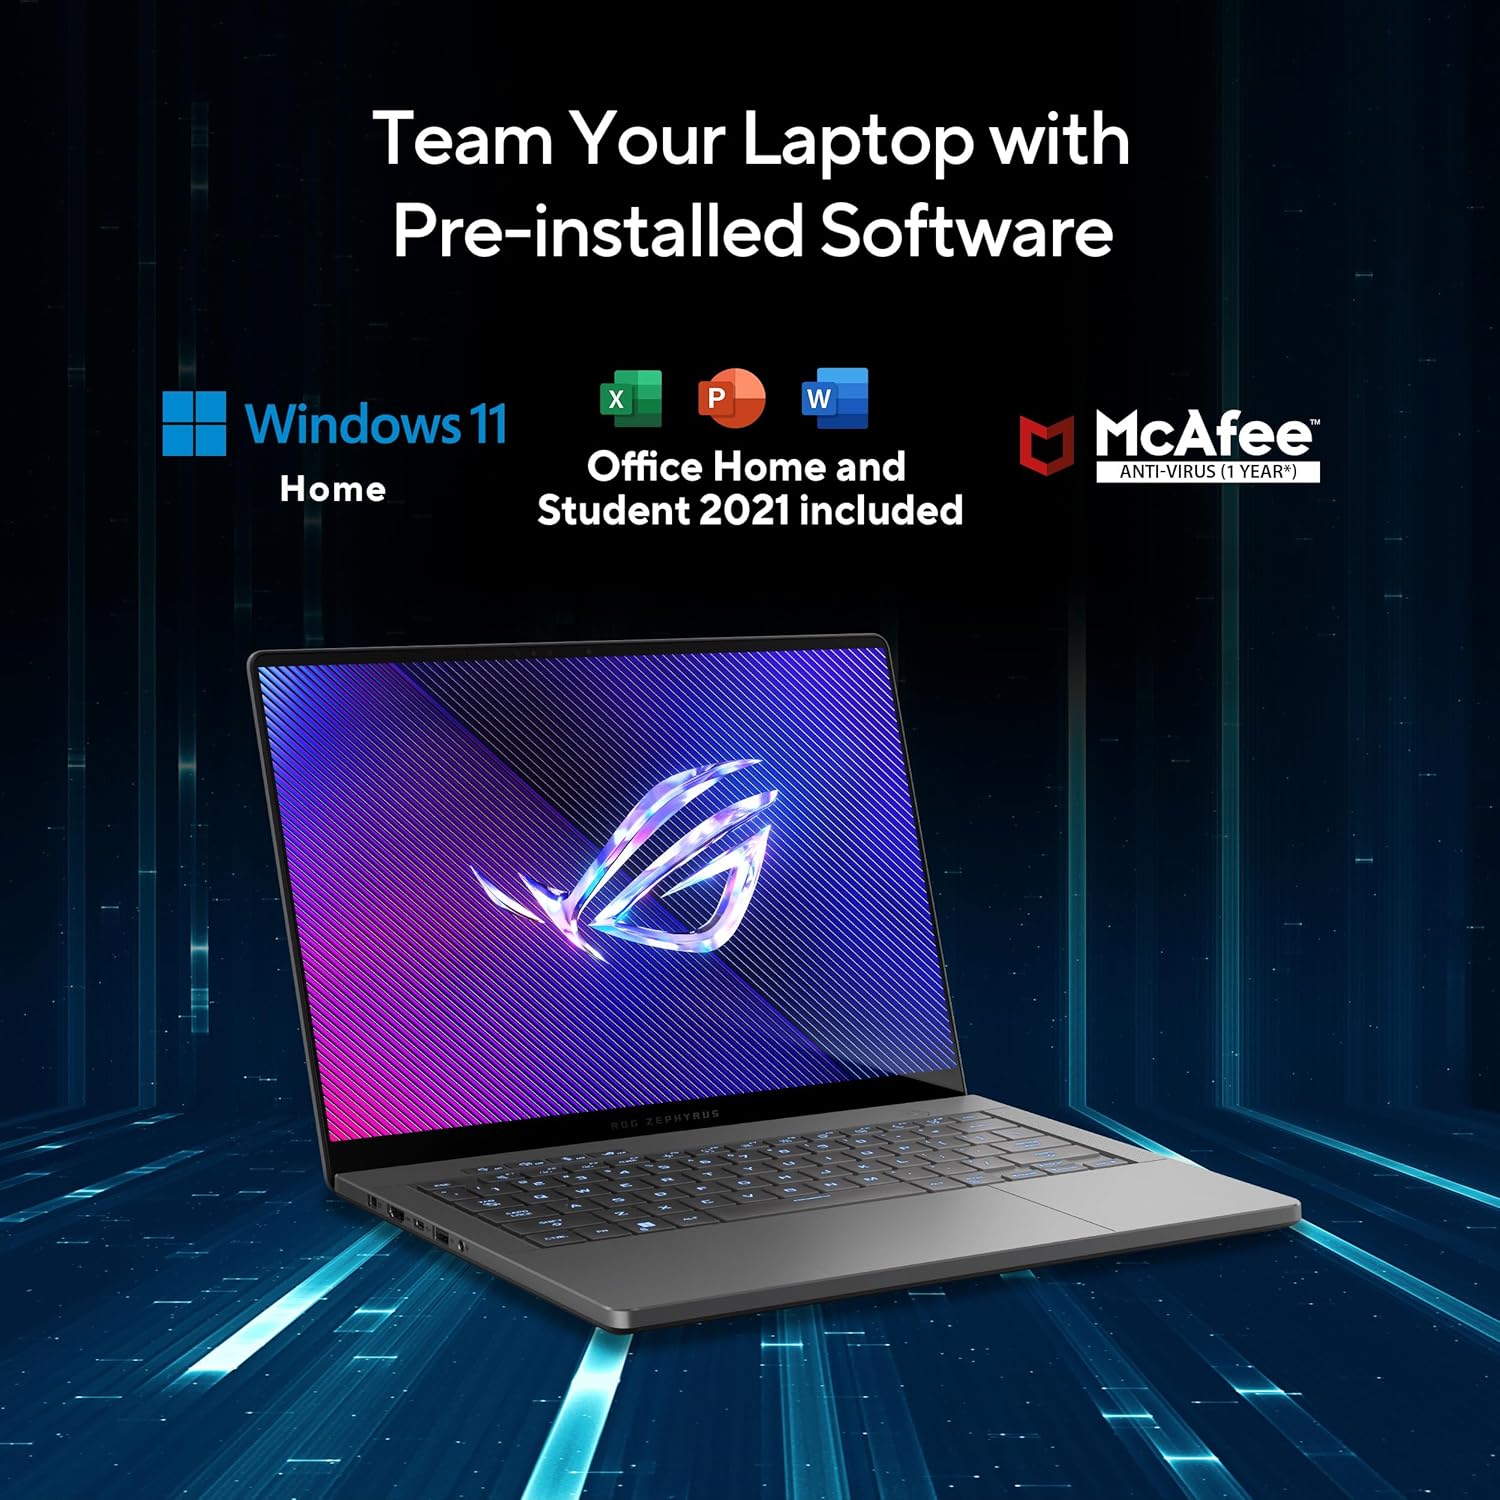 Team Your Laptop with
Pre-installed Software
Windows 11
Home
X P W
Office Home and
Student 2021 included
McAfee™
ANTI-VIRUS (1 YEAR*)
ROG ZEPHYRUS